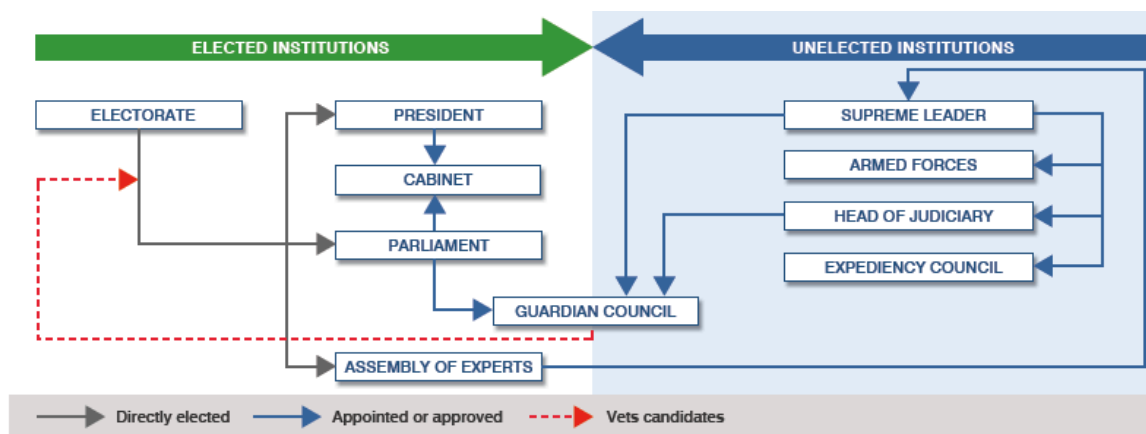 ELECTED INSTITUTIONS
UNELECTED INSTITUTIONS
ELECTORATE
PRESIDENT
SUPREME LEADER
CABINET
ARMED FORCES
PARLIAMENT
HEAD OF JUDICIARY
EXPEDIENCY COUNCIL
GUARDIAN COUNCIL
ASSEMBLY OF EXPERTS
Directly elected
Appointed or approved
Vets candidates